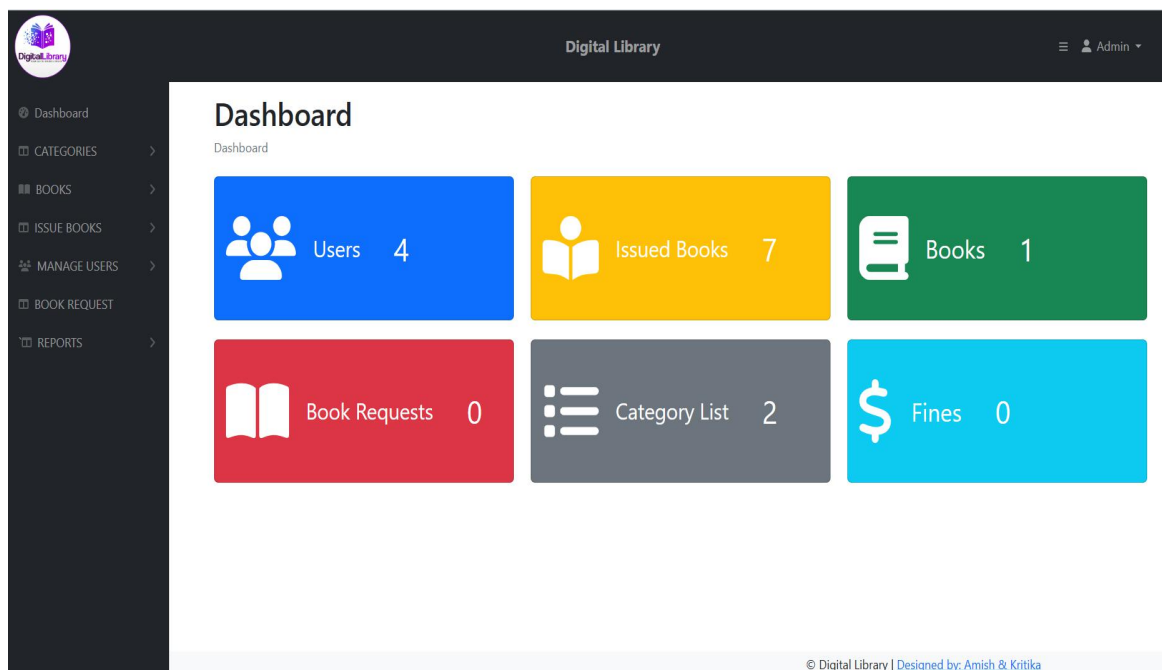 DigitalLibrary
Digital Library
Admin
Dashboard
CATEGORIES
BOOKS
ISSUE BOOKS
MANAGE USERS
BOOK REQUEST
REPORTS
Dashboard
Dashboard
Users 4
Issued Books 7
Books 1
Book Requests 0
Category List 2
Fines 0
© Digital Library | Designed by: Amish & Kritika